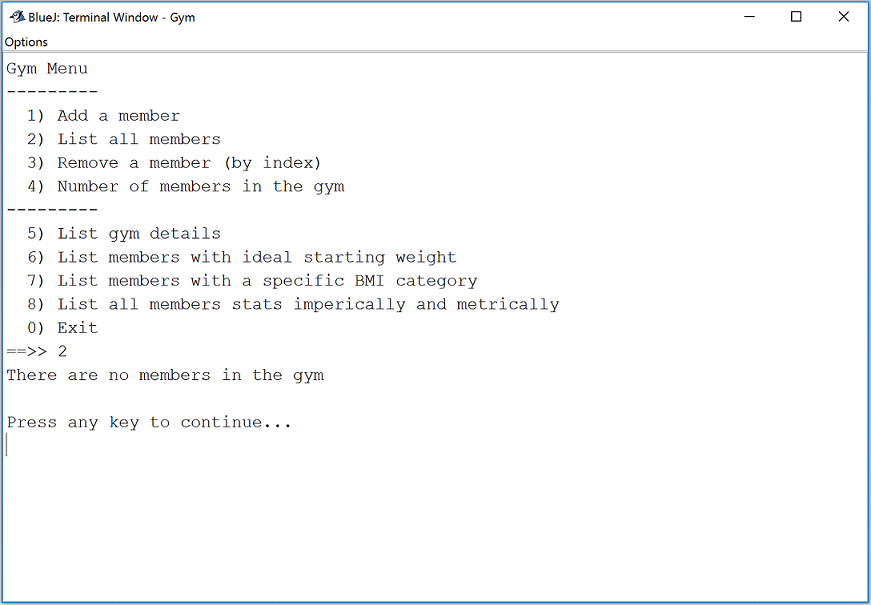 BlueJ: Terminal Window - Gym
Options
Gym Menu
---------
1) Add a member
2) List all members
3) Remove a member (by index)
4) Number of members in the gym
---------
5) List gym details
6) List members with ideal starting weight
7) List members with a specific BMI category
8) List all members stats imperically and metrically
0) Exit
==>> 2
There are no members in the gym
Press any key to continue...